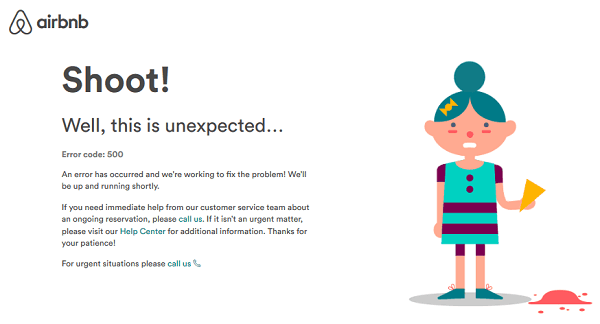 airbnb
Shoot!
Well, this is unexpected…
Error code: 500
An error has occurred and we're working to fix the problem! We'll
be up and running shortly.
If you need immediate help from our customer service team about
an ongoing reservation, please call us. If it isn't an urgent matter,
please visit our Help Center for additional information. Thanks for
your patience!
For urgent situations please call us